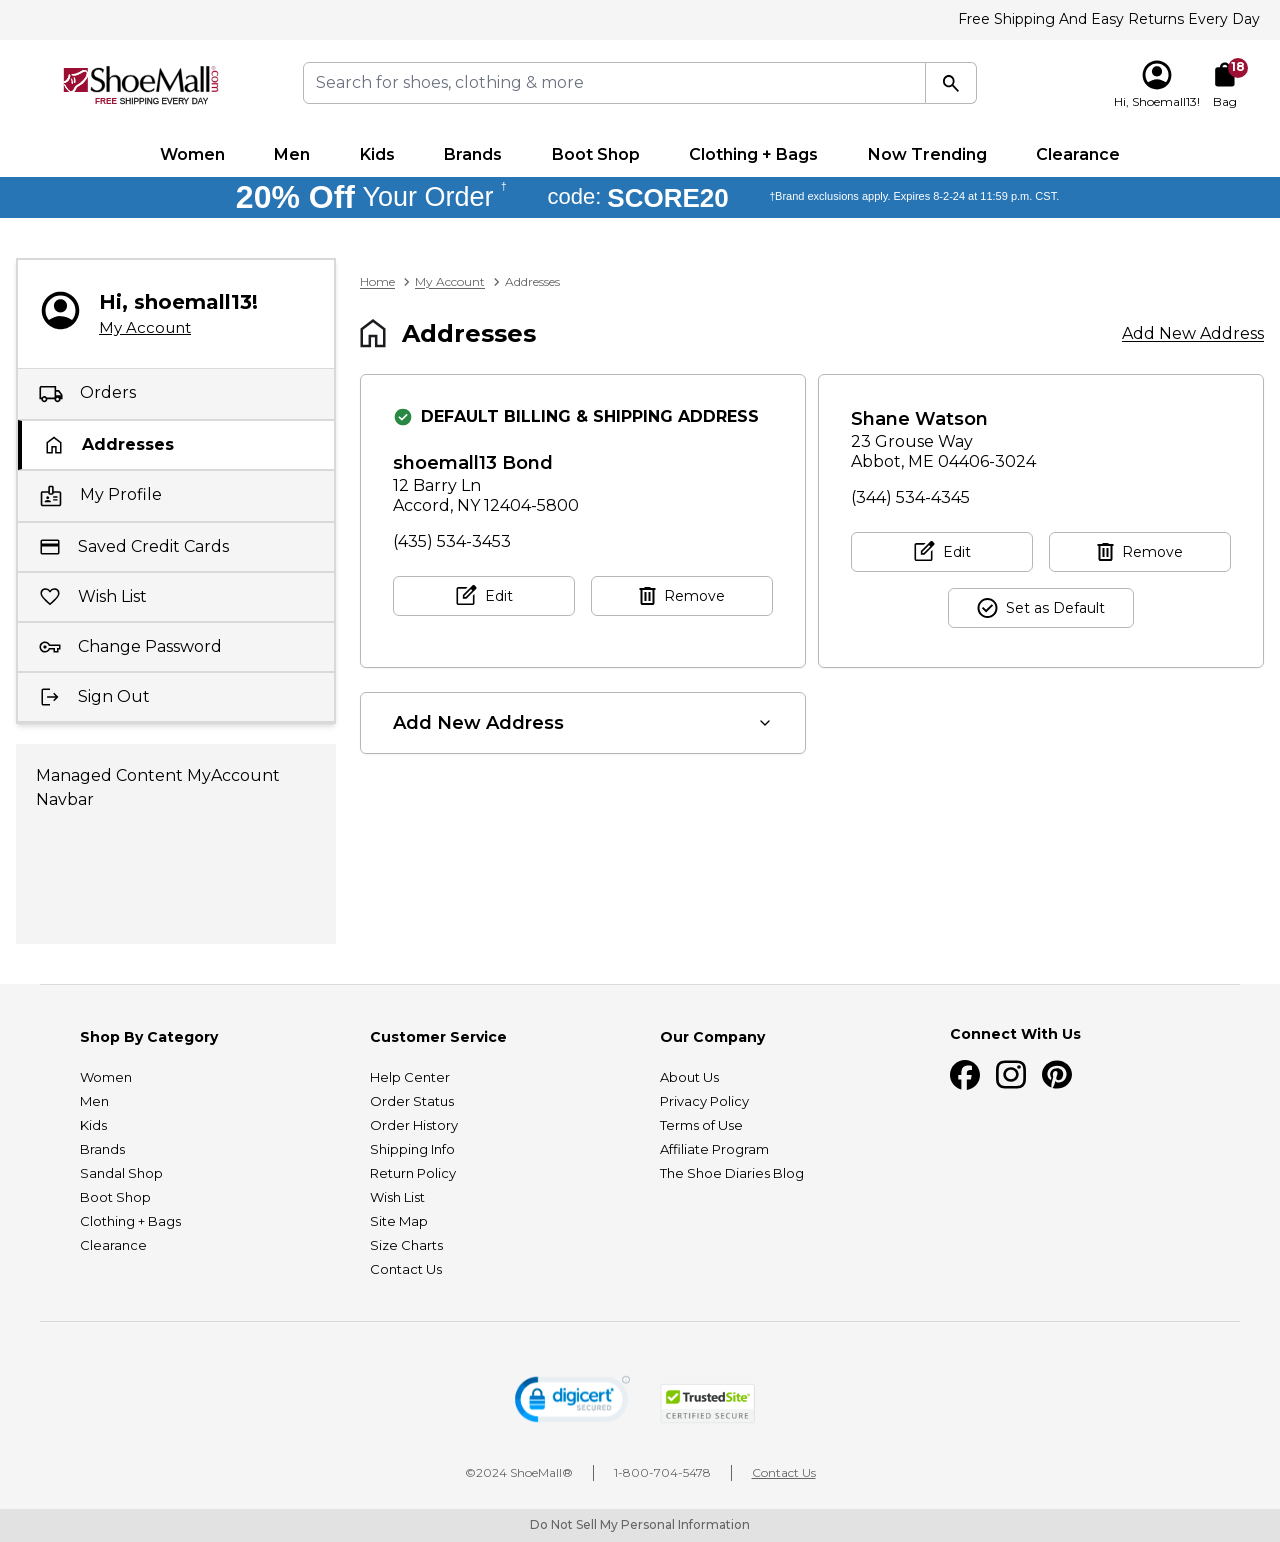 Free Shipping And Easy Returns Every Day
ShoeMall.com
FREE SHIPPING EVERY DAY
Search for shoes, clothing & more
18
Hi, Shoemall13!
Bag
Women Men Kids Brands Boot Shop Clothing + Bags Now Trending Clearance
20% Off Your Order † code: SCORE20 †Brand exclusions apply. Expires 8-2-24 at 11:59 p.m. CST.
Hi, shoemall13!
My Account
Orders
Addresses
My Profile
Saved Credit Cards
Wish List
Change Password
Sign Out
Managed Content MyAccount
Navbar
Home > My Account > Addresses
Addresses
Add New Address
DEFAULT BILLING & SHIPPING ADDRESS
shoemall13 Bond
12 Barry Ln
Accord, NY 12404-5800
(435) 534-3453
Edit
Remove
Shane Watson
23 Grouse Way
Abbot, ME 04406-3024
(344) 534-4345
Edit
Remove
Set as Default
Add New Address
Shop By Category
Women
Men
Kids
Brands
Sandal Shop
Boot Shop
Clothing + Bags
Clearance
Customer Service
Help Center
Order Status
Order History
Shipping Info
Return Policy
Wish List
Site Map
Size Charts
Contact Us
Our Company
About Us
Privacy Policy
Terms of Use
Affiliate Program
The Shoe Diaries Blog
Connect With Us
digicert
SECURED
TrustedSite
CERTIFIED SECURE
©2024 ShoeMall®
1-800-704-5478
Contact Us
Do Not Sell My Personal Information